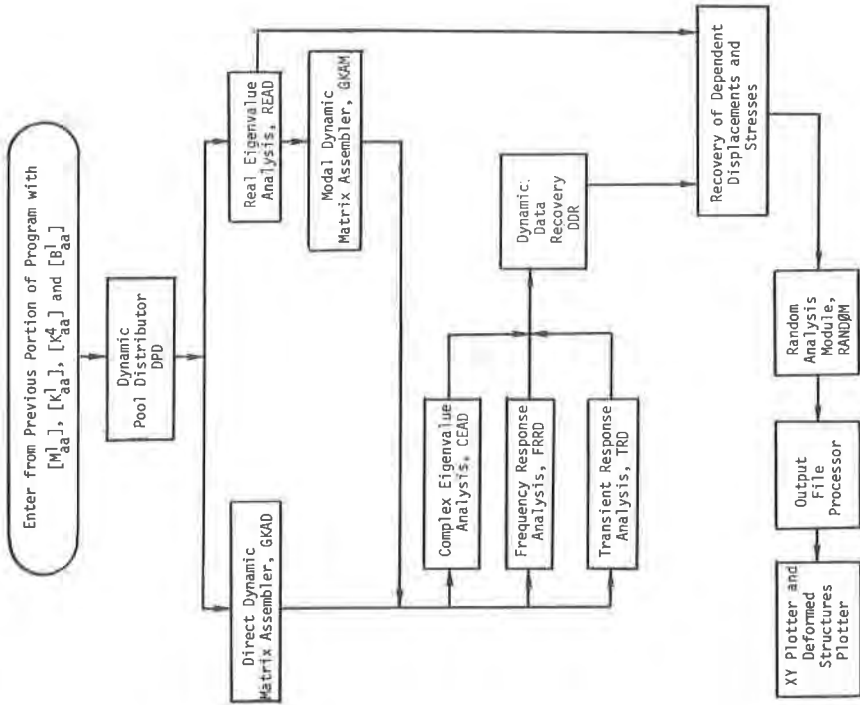 Enter from Previous Portion of Program with
[M]aa], [K]aa], [K4aa] and [B]aa]
Dynamic
Pool Distributor
DPD
Direct Dynamic
Matrix Assembler, GKAD
Real Eigenvalue
Analysis, READ
Modal Dynamic
Matrix Assembler, GKAM
Complex Eigenvalue
Analysis, CEAD
Frequency Response
Analysis, FRRD
Transient Response
Analysis, TRD
Dynamic
Data
Recovery
DDR
Recovery of Dependent
Displacements and
Stresses
Random
Analysis
Module,
RANDØM
Output
File
Processor
XY Plotter and
Deformed
Structures
Plotter